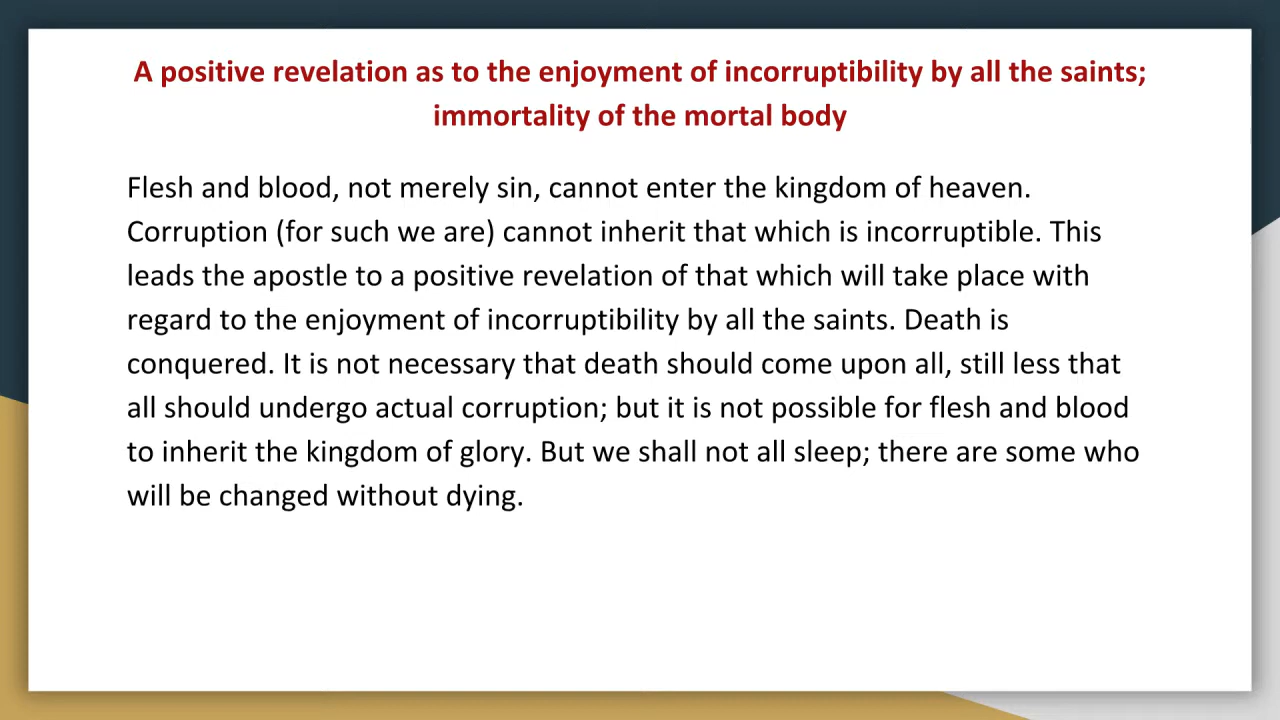 A positive revelation as to the enjoyment of incorruptibility by all the saints;
immortality of the mortal body
Flesh and blood, not merely sin, cannot enter the kingdom of heaven.
Corruption (for such we are) cannot inherit that which is incorruptible. This
leads the apostle to a positive revelation of that which will take place with
regard to the enjoyment of incorruptibility by all the saints. Death is
conquered. It is not necessary that death should come upon all, still less that
all should undergo actual corruption; but it is not possible for flesh and blood
to inherit the kingdom of glory. But we shall not all sleep; there are some who
will be changed without dying.